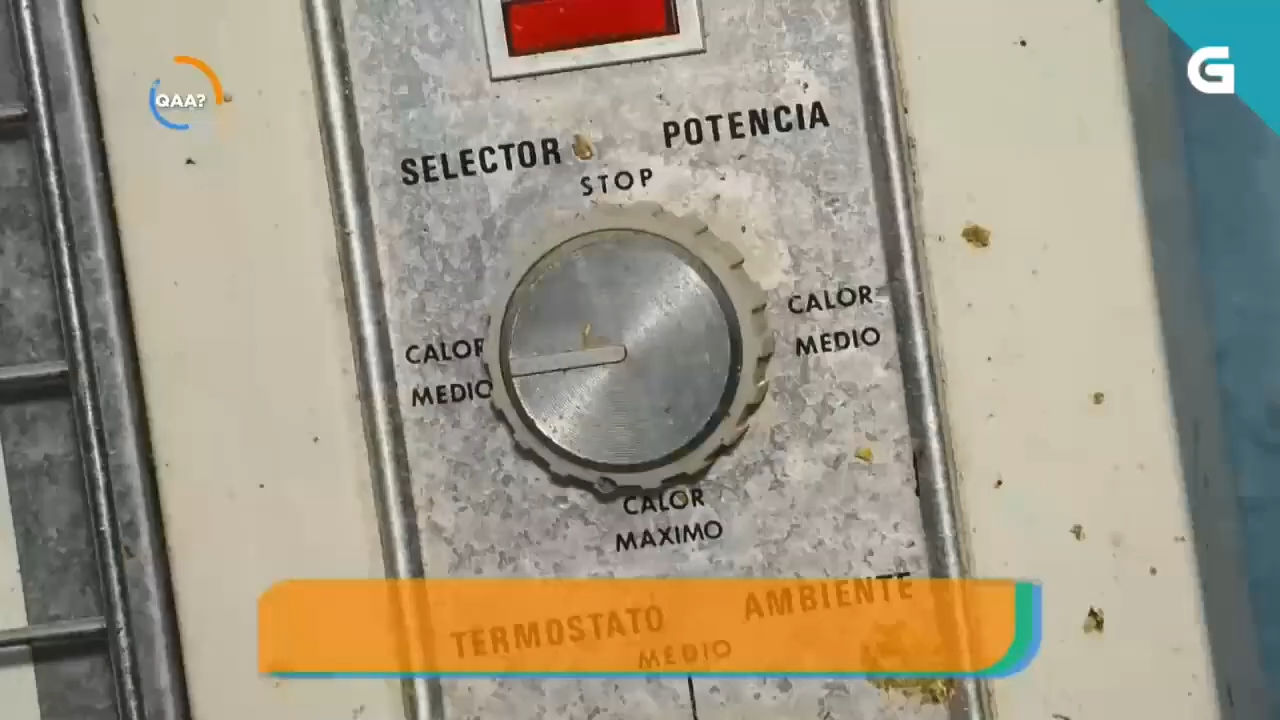 QAA?
G
SELECTOR POTENCIA
STOP
CALOR
MEDIO
CALOR
MEDIO
CALOR
MAXIMO
TERMOSTATO AMBIENTE
MEDIO